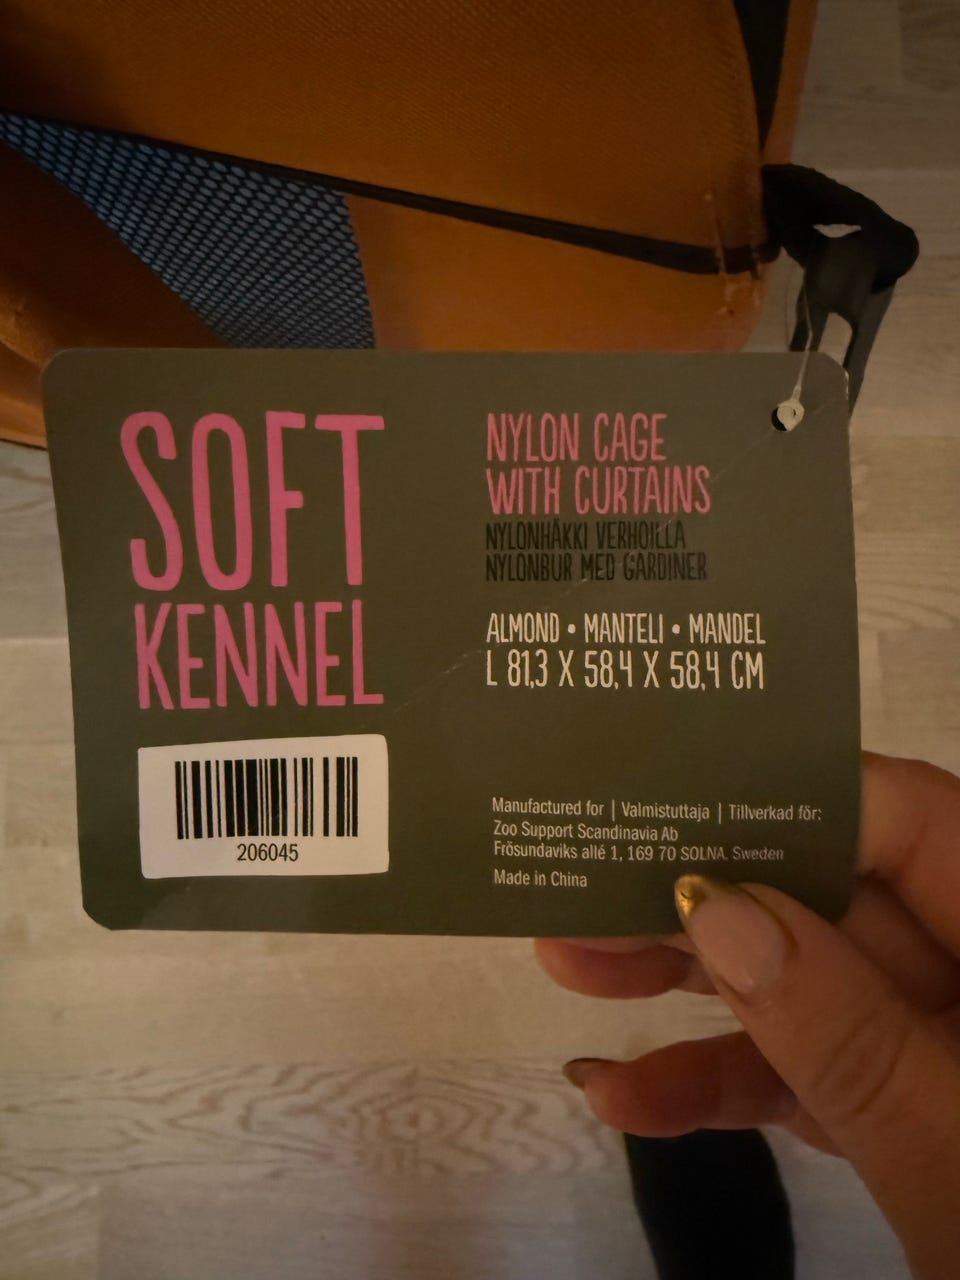 SOFT
KENNEL
206045
NYLON CAGE
WITH CURTAINS
NYLONHÄKKI VERHOILLA
NYLONBUR MED GARDINER
ALMOND • MANTELI • MANDEL
L 81,3 X 58,4 X 58,4 CM
Manufactured for | Valmistuttaja | Tillverkad för:
Zoo Support Scandinavia Ab
Frösundaviks allé 1, 169 70 SOLNA. Sweden
Made in China